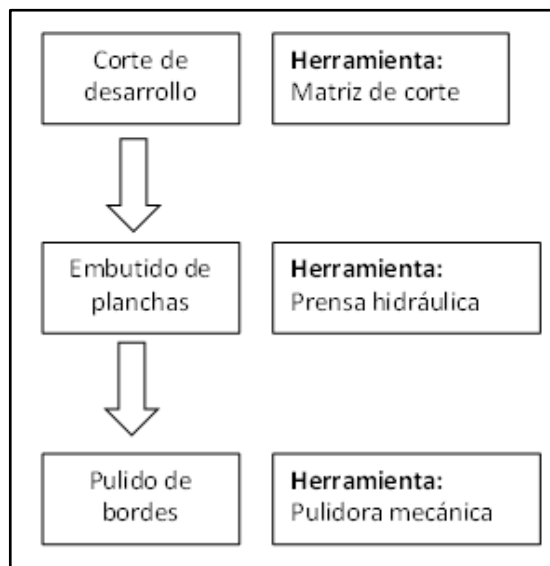 Corte de
desarrollo
Herramienta:
Matriz de corte
Embutido de
planchas
Herramienta:
Prensa hidráulica
Pulido de
bordes
Herramienta:
Pulidora mecánica